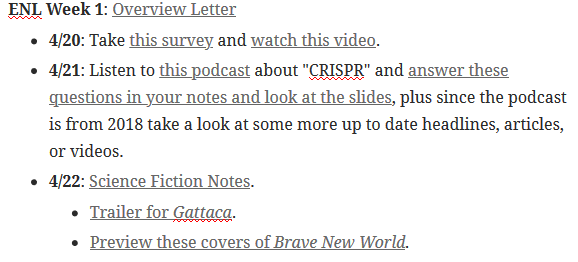 ENL Week 1: Overview Letter
4/20: Take this survey and watch this video.
4/21: Listen to this podcast about "CRISPR" and answer these
questions in your notes and look at the slides, plus since the podcast
is from 2018 take a look at some more up to date headlines, articles,
or videos.
4/22: Science Fiction Notes.
Trailer for Gattaca.
Preview these covers of Brave New World.